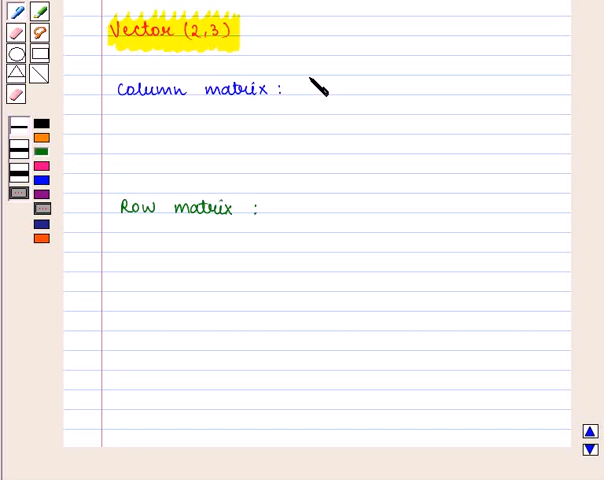 Vector (2,3)
Column matrix :
Row matrix :